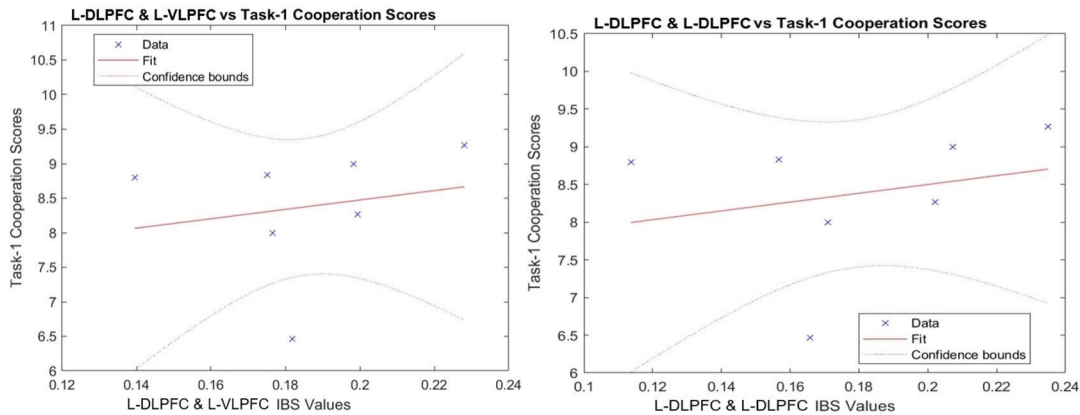 L-DLPFC & L-VLPFC vs Task-1 Cooperation Scores
11
10.5
10
9.5
9
8.5
8
7.5
7
6.5
6
Task-1 Cooperation Scores
Data
Fit
Confidence bounds
0.12 0.14 0.16 0.18 0.2 0.22 0.24
L-DLPFC & L-VLPFC IBS Values
L-DLPFC & L-DLPFC vs Task-1 Cooperation Scores
10.5
10
9.5
9
8.5
8
7.5
7
6.5
6
Task-1 Cooperation Scores
Data
Fit
Confidence bounds
0.1 0.12 0.14 0.16 0.18 0.2 0.22 0.24
L-DLPFC & L-DLPFC IBS Values